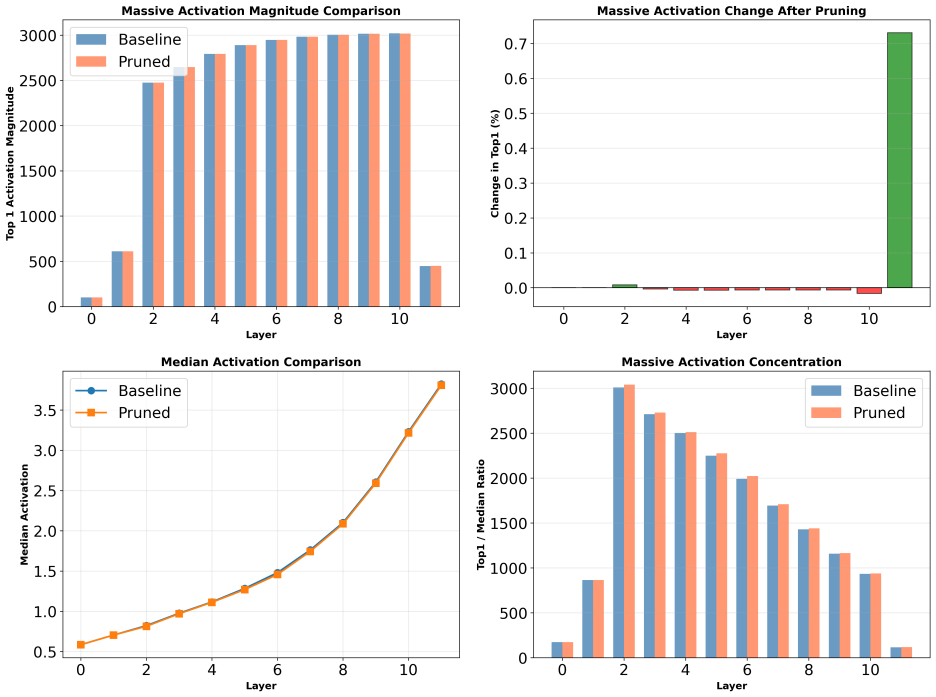 Massive Activation Magnitude Comparison
Top 1 Activation Magnitude
3000
2500
2000
1500
1000
500
0
Baseline
Pruned
0 2 4 6 8 10
Layer
Massive Activation Change After Pruning
Change in Top1 (%)
0.7
0.6
0.5
0.4
0.3
0.2
0.1
0.0
0 2 4 6 8 10
Layer
Median Activation Comparison
Median Activation
3.5
3.0
2.5
2.0
1.5
1.0
0.5
Baseline
Pruned
0 2 4 6 8 10
Layer
Massive Activation Concentration
Top1 / Median Ratio
3000
2500
2000
1500
1000
500
0
Baseline
Pruned
0 2 4 6 8 10
Layer